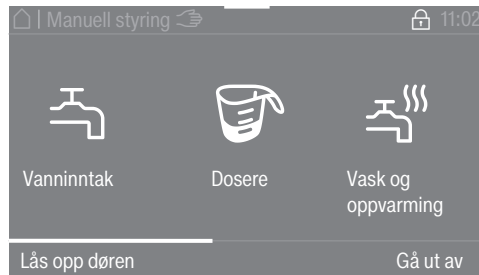 | Manuell styring 11:02
Vanninntak Dosere Vask og
oppvarming
Lås opp døren Gå ut av